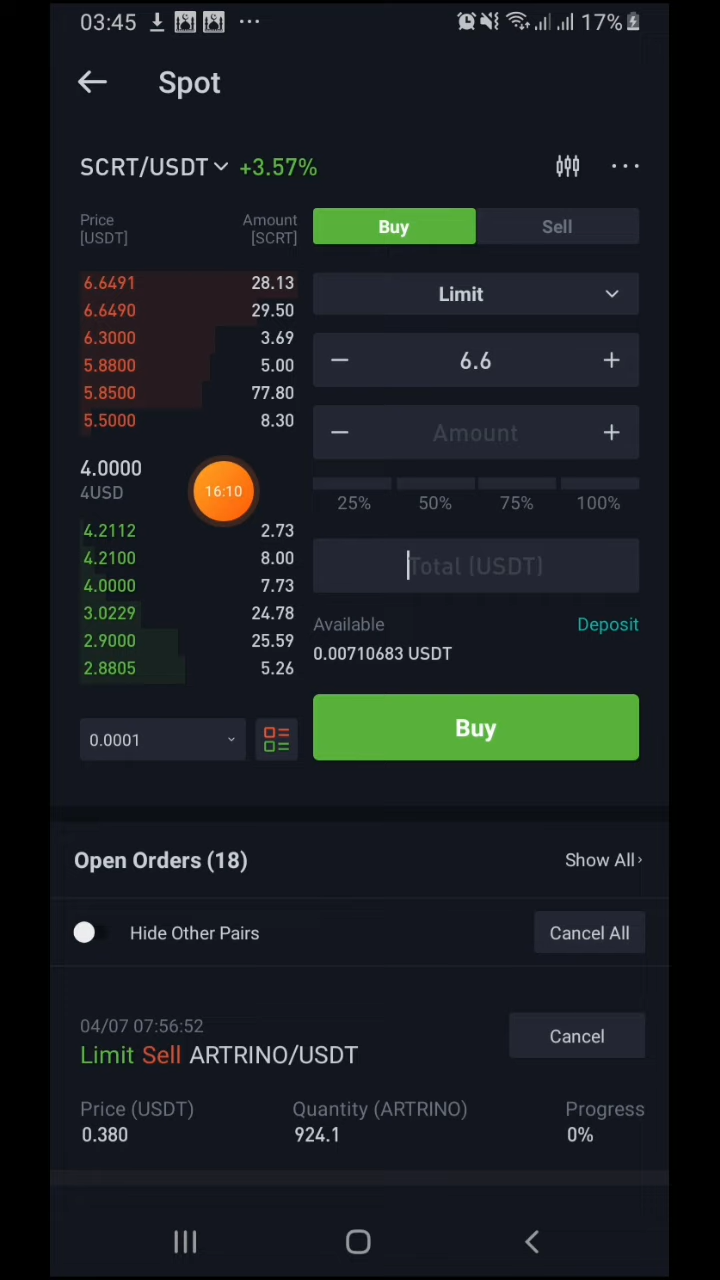 03:45 17%
Spot
SCRT/USDT +3.57%
Price Amount
[USDT] [SCRT]
Buy Sell
6.6491 28.13
6.6490 29.50
6.3000 3.69
5.8800 5.00
5.8500 77.80
5.5000 8.30
Limit
− 6.6 +
− Amount +
25% 50% 75% 100%
4.0000
4USD
16:10
4.2112 2.73
4.2100 8.00
4.0000 7.73
3.0229 24.78
2.9000 25.59
2.8805 5.26
Total (USDT)
Available Deposit
0.00710683 USDT
0.0001
Buy
Open Orders (18) Show All
Hide Other Pairs Cancel All
04/07 07:56:52
Limit Sell ARTRINO/USDT Cancel
Price (USDT) Quantity (ARTRINO) Progress
0.380 924.1 0%